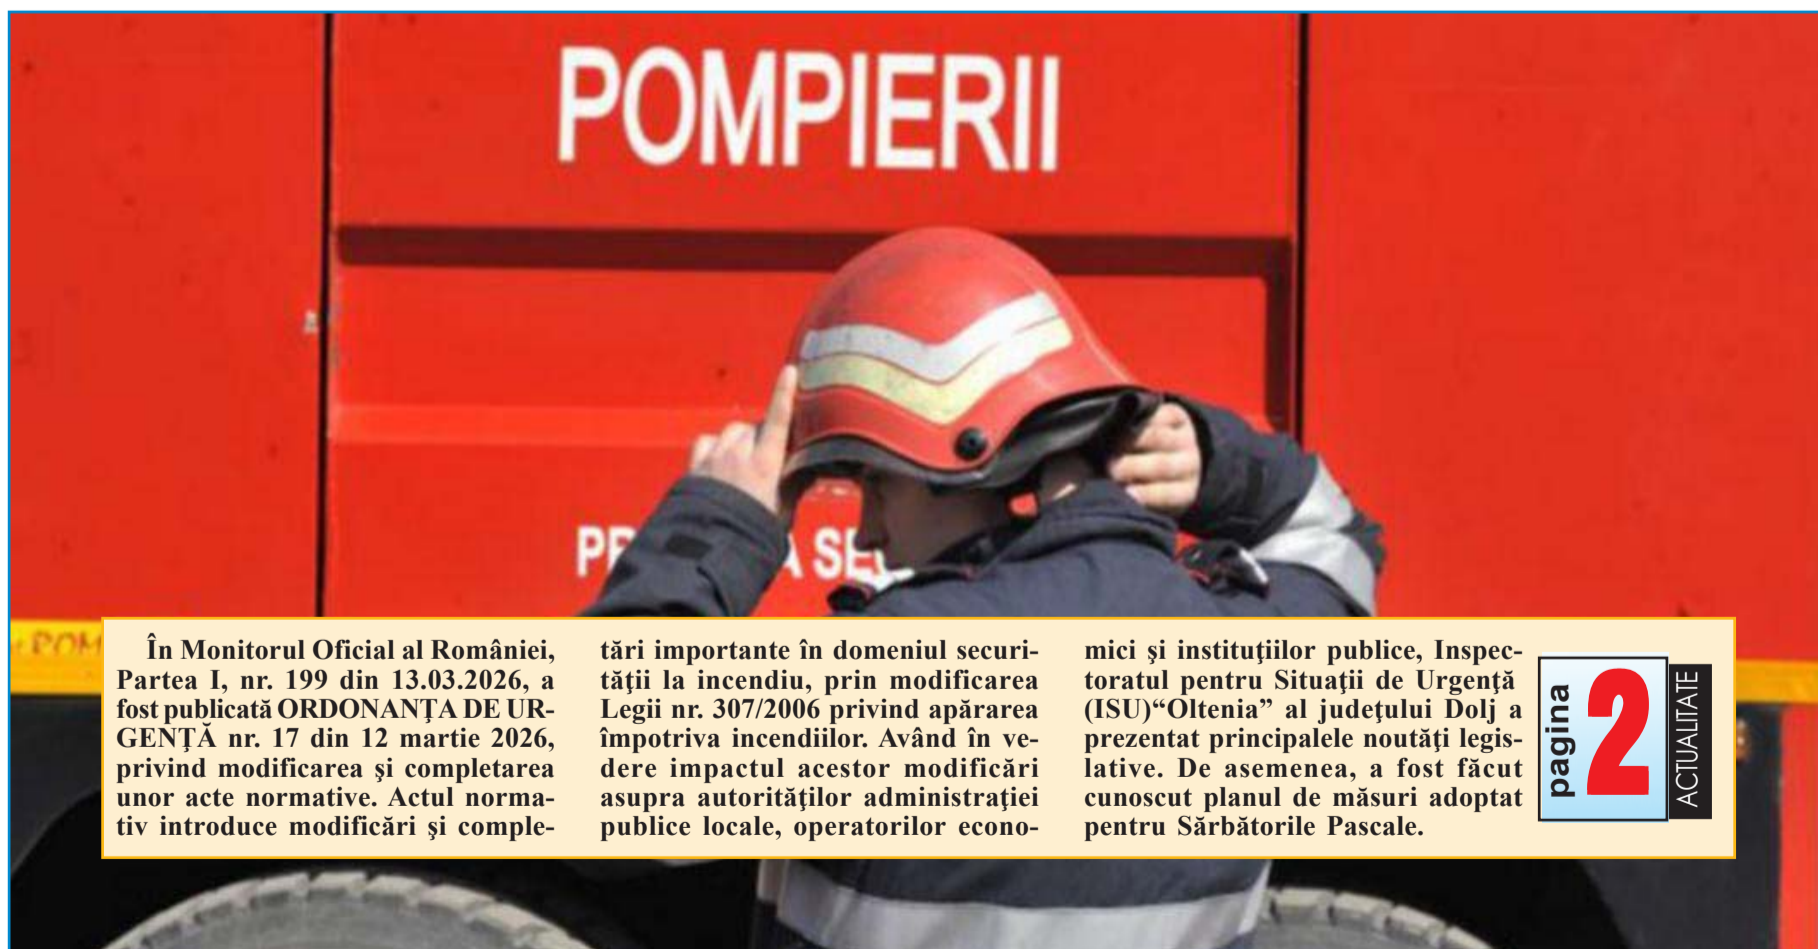 POMPIERII
SE
POM
În Monitorul Oficial al României,
Partea I, nr. 199 din 13.03.2026, a
fost publicată ORDONANŢA DE UR-
GENŢĂ nr. 17 din 12 martie 2026,
privind modificarea şi completarea
unor acte normative. Actul norma-
tiv introduce modificări şi comple-
tări importante în domeniul securi-
tăţii la incendiu, prin modificarea
Legii nr. 307/2006 privind apărarea
împotriva incendiilor. Având în ve-
dere impactul acestor modificări
asupra autorităţilor administraţiei
publice locale, operatorilor econo-
mici şi instituţiilor publice, Inspec-
toratul pentru Situaţii de Urgenţă
(ISU)“Oltenia” al judeţului Dolj a
prezentat principalele noutăţi legis-
lative. De asemenea, a fost făcut
cunoscut planul de măsuri adoptat
pentru Sărbătorile Pascale.
pagina
2
ACTUALITATE